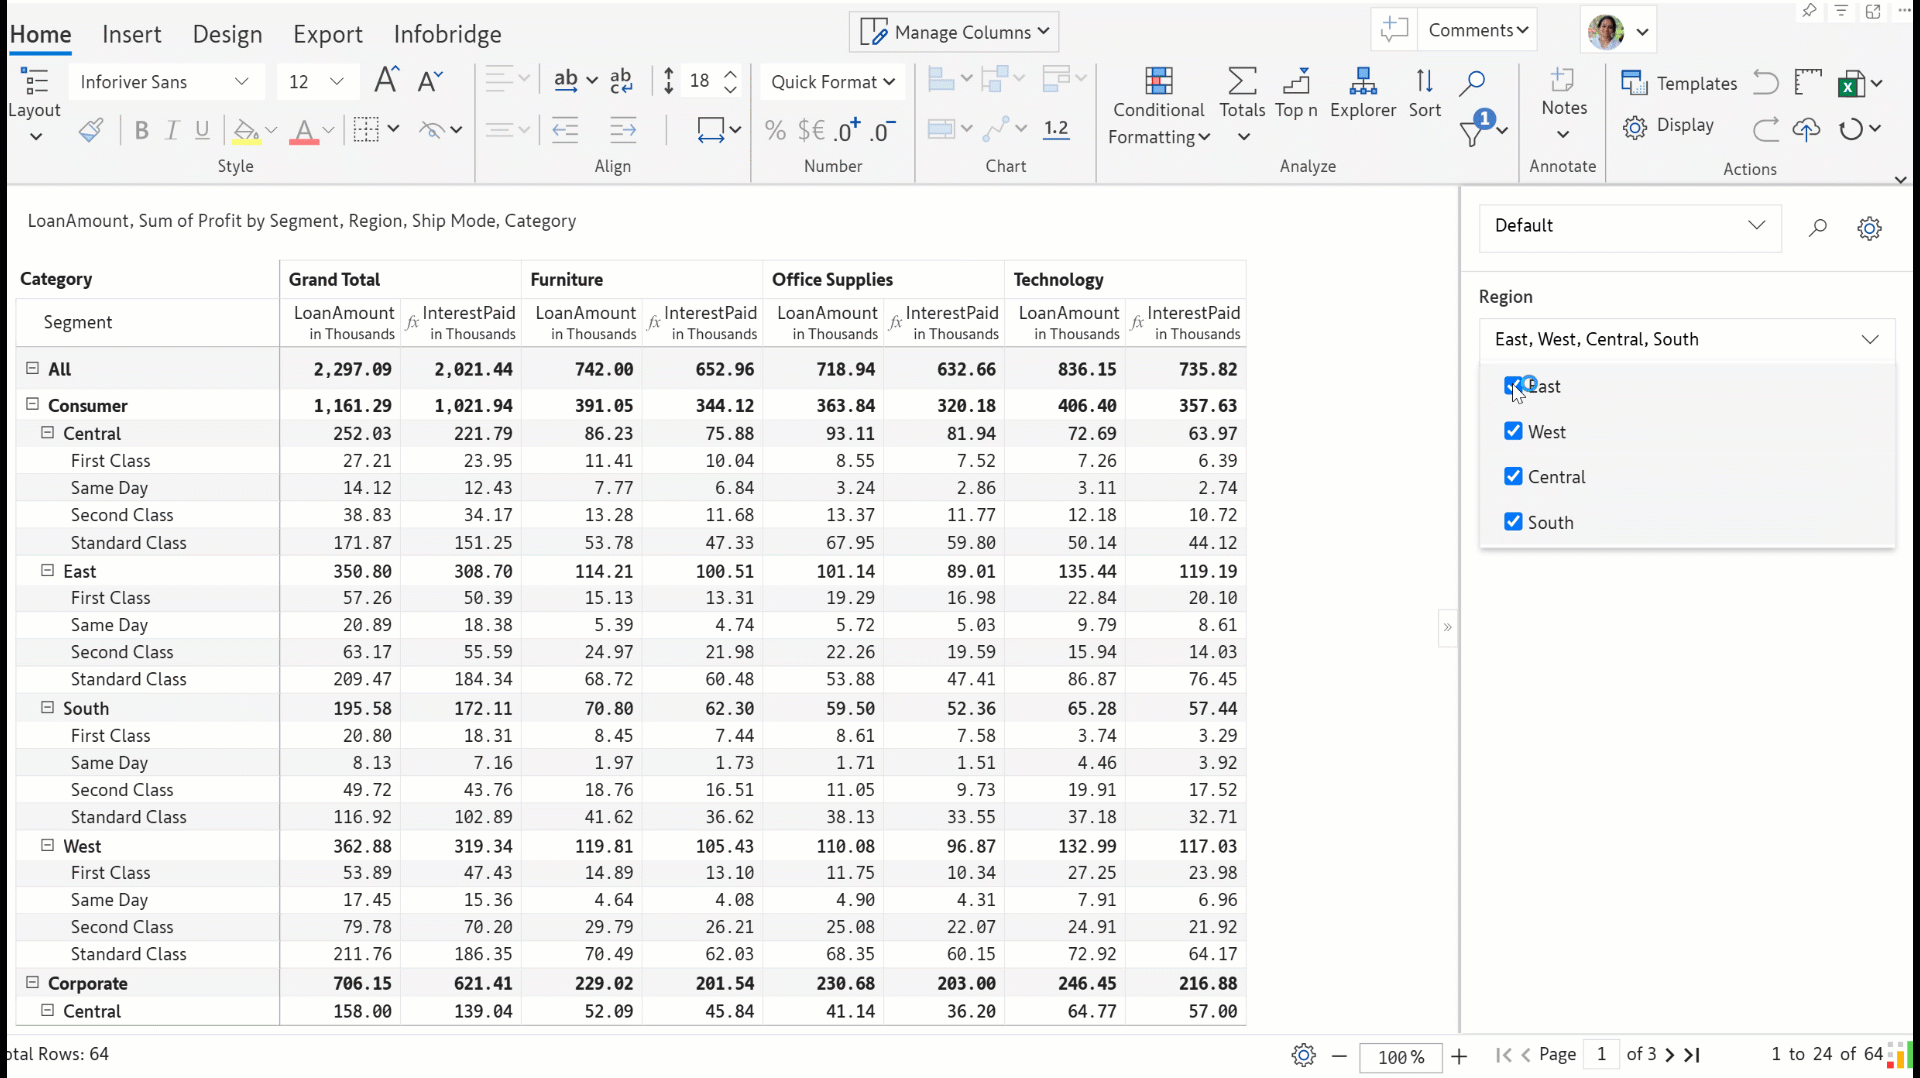 Home Insert Design Export Infobridge Manage Columns Comments
Inforiver Sans 12 A A ab ab c 18 Quick Format
Layout
B I U A % $€ .0+ .0- 1.2
Conditional Formatting Totals Top n Explorer Sort 1 Notes Templates
Display
Style Align Number Chart Analyze Annotate Actions
LoanAmount, Sum of Profit by Segment, Region, Ship Mode, Category
Category Grand Total Furniture Office Supplies Technology
Segment LoanAmount fx InterestPaid LoanAmount fx InterestPaid LoanAmount fx InterestPaid LoanAmount fx InterestPaid
in Thousands in Thousands in Thousands in Thousands in Thousands in Thousands in Thousands in Thousands
All 2,297.09 2,021.44 742.00 652.96 718.94 632.66 836.15 735.82
Consumer 1,161.29 1,021.94 391.05 344.12 363.84 320.18 406.40 357.63
Central 252.03 221.79 86.23 75.88 93.11 81.94 72.69 63.97
First Class 27.21 23.95 11.41 10.04 8.55 7.52 7.26 6.39
Same Day 14.12 12.43 7.77 6.84 3.24 2.86 3.11 2.74
Second Class 38.83 34.17 13.28 11.68 13.37 11.77 12.18 10.72
Standard Class 171.87 151.25 53.78 47.33 67.95 59.80 50.14 44.12
East 350.80 308.70 114.21 100.51 101.14 89.01 135.44 119.19
First Class 57.26 50.39 15.13 13.31 19.29 16.98 22.84 20.10
Same Day 20.89 18.38 5.39 4.74 5.72 5.03 9.79 8.61
Second Class 63.17 55.59 24.97 21.98 22.26 19.59 15.94 14.03
Standard Class 209.47 184.34 68.72 60.48 53.88 47.41 86.87 76.45
South 195.58 172.11 70.80 62.30 59.50 52.36 65.28 57.44
First Class 20.80 18.31 8.45 7.44 8.61 7.58 3.74 3.29
Same Day 8.13 7.16 1.97 1.73 1.71 1.51 4.46 3.92
Second Class 49.72 43.76 18.76 16.51 11.05 9.73 19.91 17.52
Standard Class 116.92 102.89 41.62 36.62 38.13 33.55 37.18 32.71
West 362.88 319.34 119.81 105.43 110.08 96.87 132.99 117.03
First Class 53.89 47.43 14.89 13.10 11.75 10.34 27.25 23.98
Same Day 17.45 15.36 4.64 4.08 4.90 4.31 7.91 6.96
Second Class 79.78 70.20 29.79 26.21 25.08 22.07 24.91 21.92
Standard Class 211.76 186.35 70.49 62.03 68.35 60.15 72.92 64.17
Corporate 706.15 621.41 229.02 201.54 230.68 203.00 246.45 216.88
Central 158.00 139.04 52.09 45.84 41.14 36.20 64.77 57.00
Default
Region
East, West, Central, South
East
West
Central
South
otal Rows: 64 100% Page 1 of 3 1 to 24 of 64